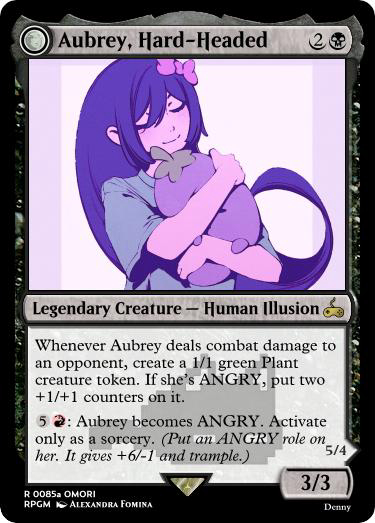 Aubrey, Hard-Headed 2
Legendary Creature — Human Illusion
Whenever Aubrey deals combat damage to
an opponent, create a 1/1 green Plant
creature token. If she's ANGRY, put two
+1/+1 counters on it.
5 : Aubrey becomes ANGRY. Activate
only as a sorcery. (Put an ANGRY role on
her. It gives +6/-1 and trample.)
5/4
3/3
R 0085a OMORI
RPGM Alexandra Fomina
Denny